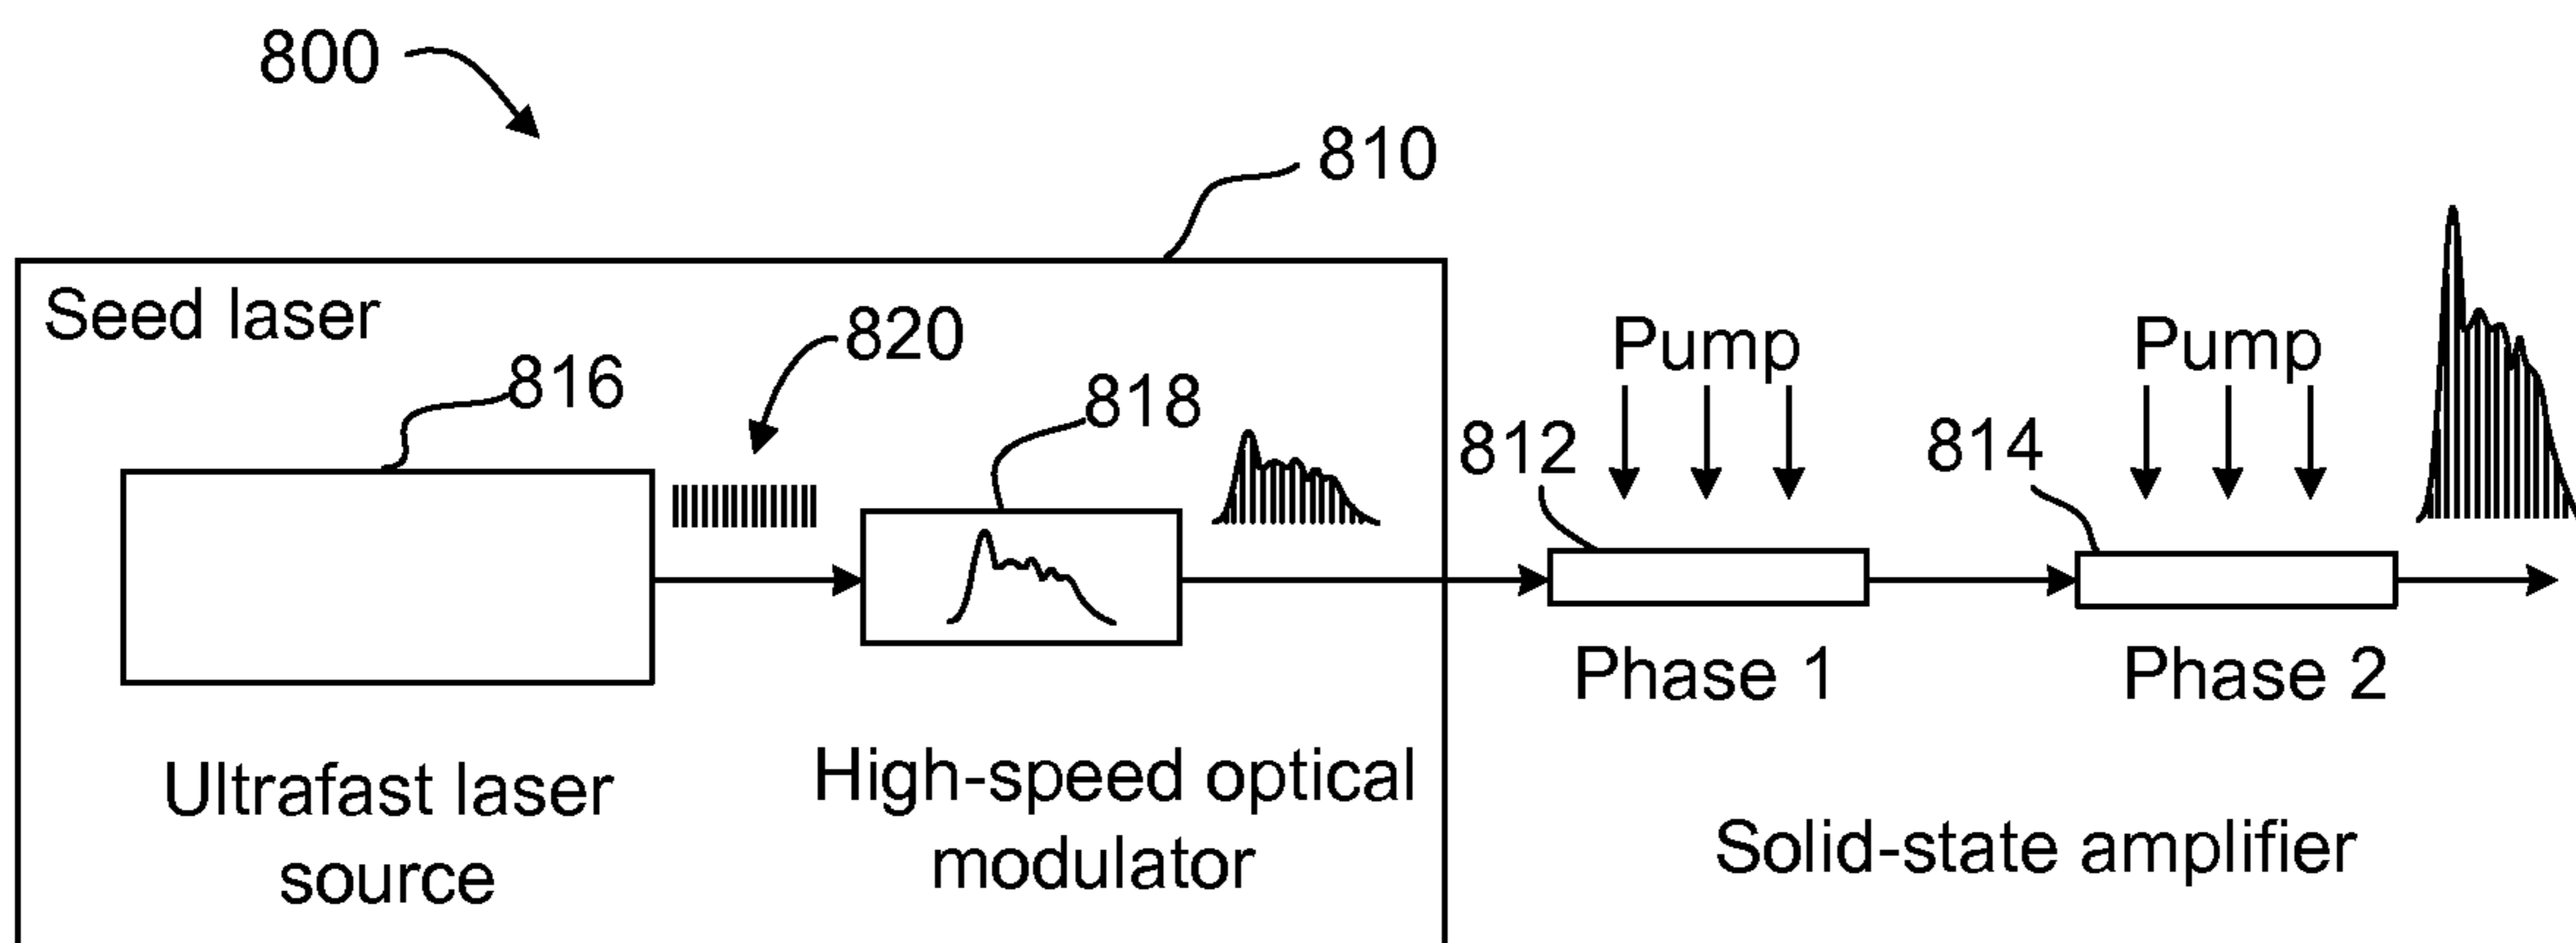 800
810
Seed laser
820
816
818
812
Pump
814
Pump
Phase 1
Phase 2
Ultrafast laser
source
High-speed optical
modulator
Solid-state amplifier